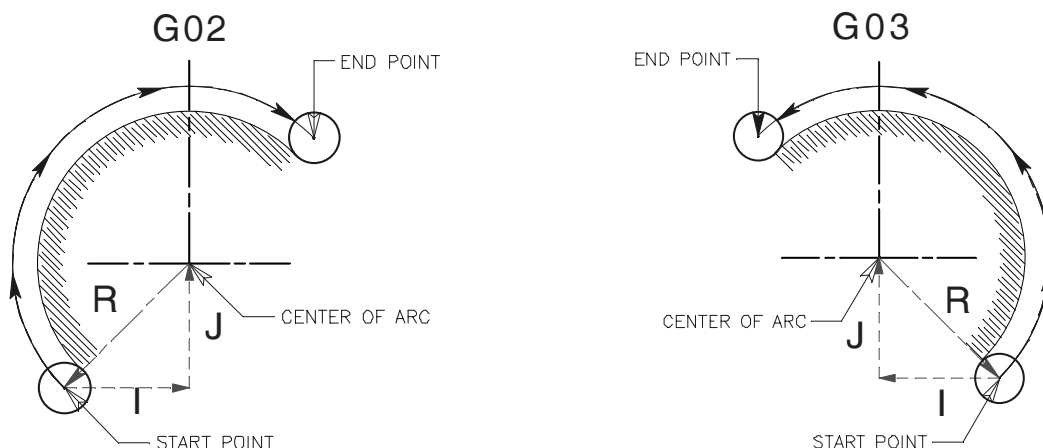 G02
END POINT
R
J
CENTER OF ARC
I
START POINT
G03
END POINT
R
CENTER OF ARC
J
I
START POINT